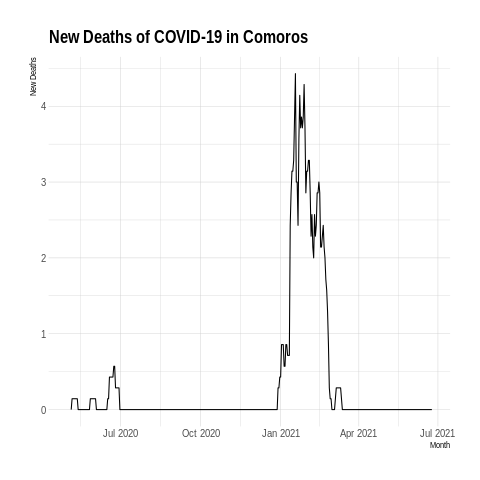 New Deaths of COVID-19 in Comoros
New Deaths
4
3
2
1
0
Jul 2020 Oct 2020 Jan 2021 Apr 2021 Jul 2021
Month